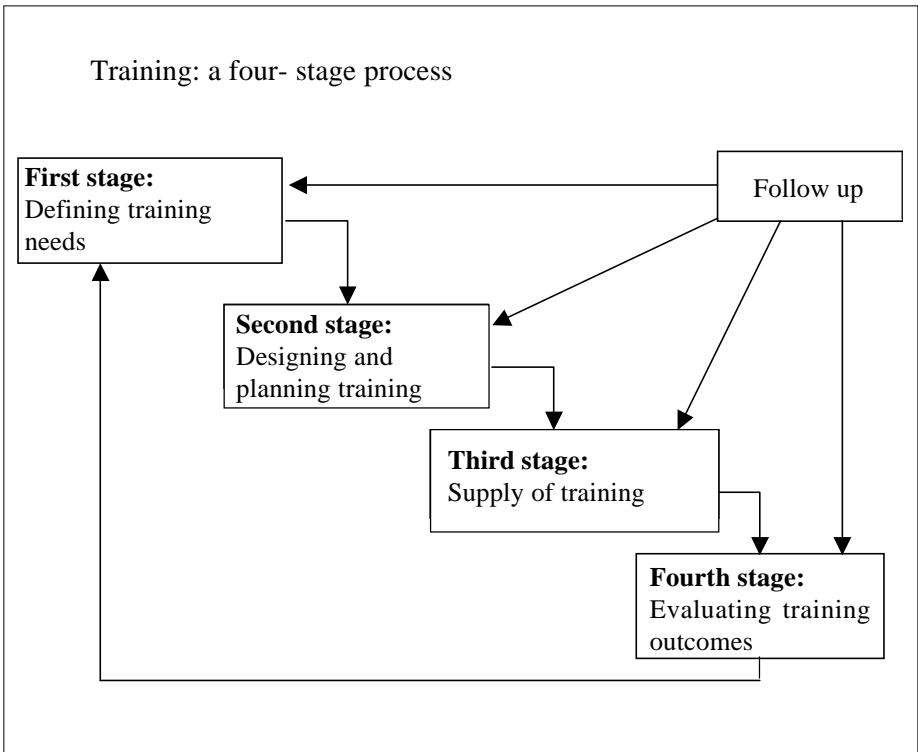 Training: a four- stage process
First stage:
Defining training
needs
Follow up
Second stage:
Designing and
planning training
Third stage:
Supply of training
Fourth stage:
Evaluating training
outcomes